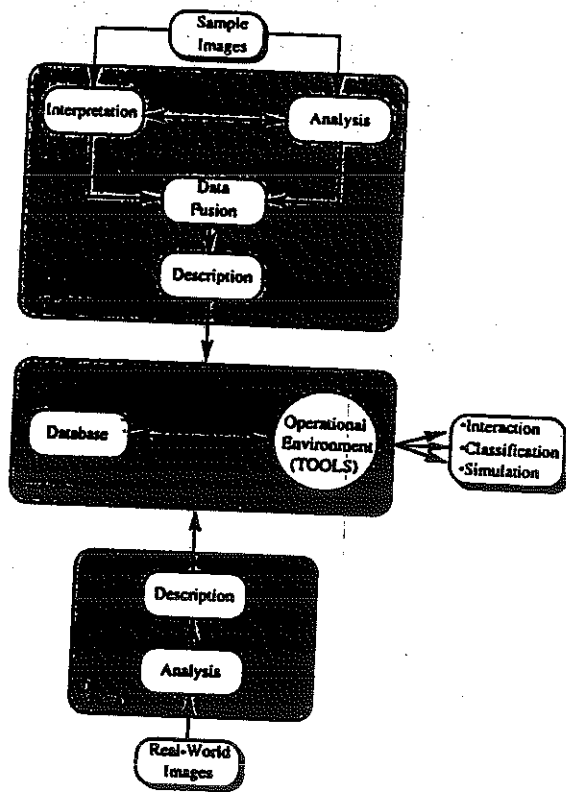 Sample
Images
Interpretation
Analysis
Data
Fusion
Description
Database
Operational
Environment
(TOOLS)
•Interaction
•Classification
•Simulation
Description
Analysis
Real-World
Images